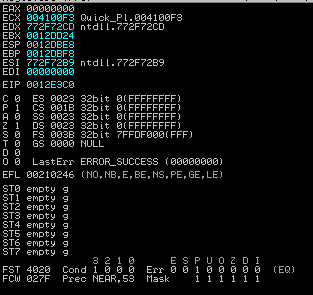 EAX 00000000
ECX 004100F3 Quick_Pl.004100F3
EDX 772F72CD ntdll.772F72CD
EBX 0012DD24
ESP 0012DBE3
EBP 0012DBF3
ESI 772F72B9 ntdll.772F72B9
EDI 00000000
EIP 0012E3C0
C 0 ES 0023 32bit 0(FFFFFFFF)
P 1 CS 001B 32bit 0(FFFFFFFF)
A 0 SS 0023 32bit 0(FFFFFFFF)
Z 1 DS 0023 32bit 0(FFFFFFFF)
S 0 FS 003B 32bit 7FFDF000(FFF)
T 0 GS 0000 NULL
D 0
O 0 LastErr ERROR_SUCCESS (00000000)
EFL 00210246 (NO,NB,E,BE,NS,PE,GE,LE)
ST0 empty g
ST1 empty g
ST2 empty g
ST3 empty g
ST4 empty g
ST5 empty g
ST6 empty g
ST7 empty g
3 2 1 0 E S P U O Z D I
FST 4020 Cond 1 0 0 0 Err 0 0 1 0 0 0 0 0 (EQ)
FCW 027F Prec NEAR,53 Mask 1 1 1 1 1 1